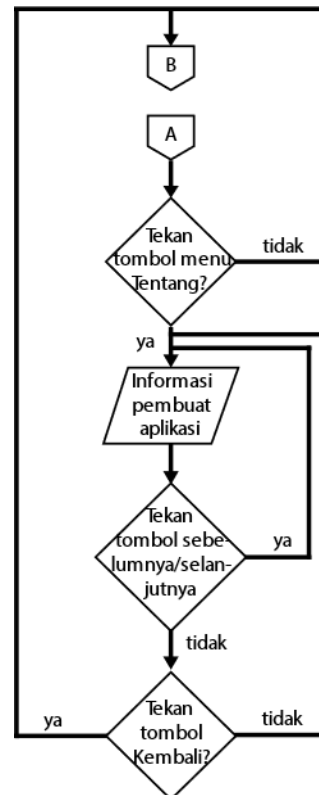 B
A
Tekan
tombol menu
Tentang?
tidak
ya
Informasi
pembuat
aplikasi
Tekan
tombol sebe-
lumnya/selan-
jutnya
ya
tidak
Tekan
tombol
Kembali?
ya
tidak